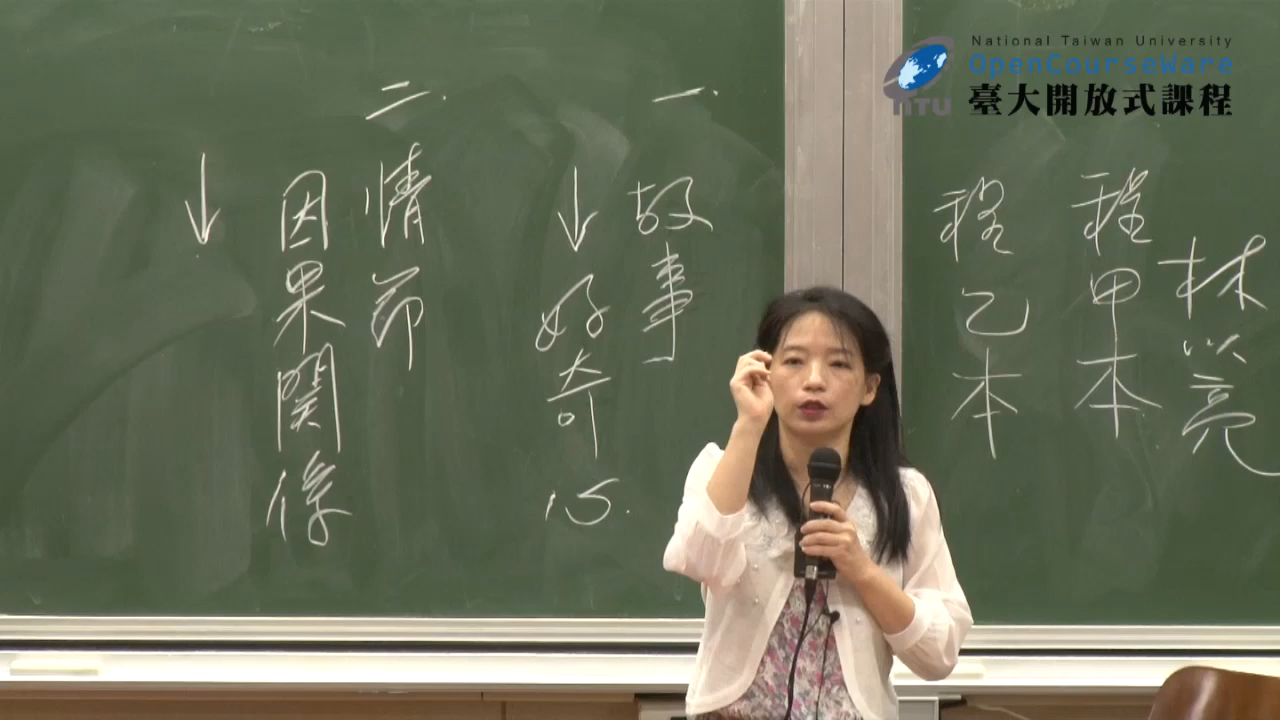 National Taiwan University
OpenCourseWare
臺大開放式課程
NTU
林以亮
程甲本
程乙本
一.
故事
↓好奇心.
二.
情節
因果關係
↓